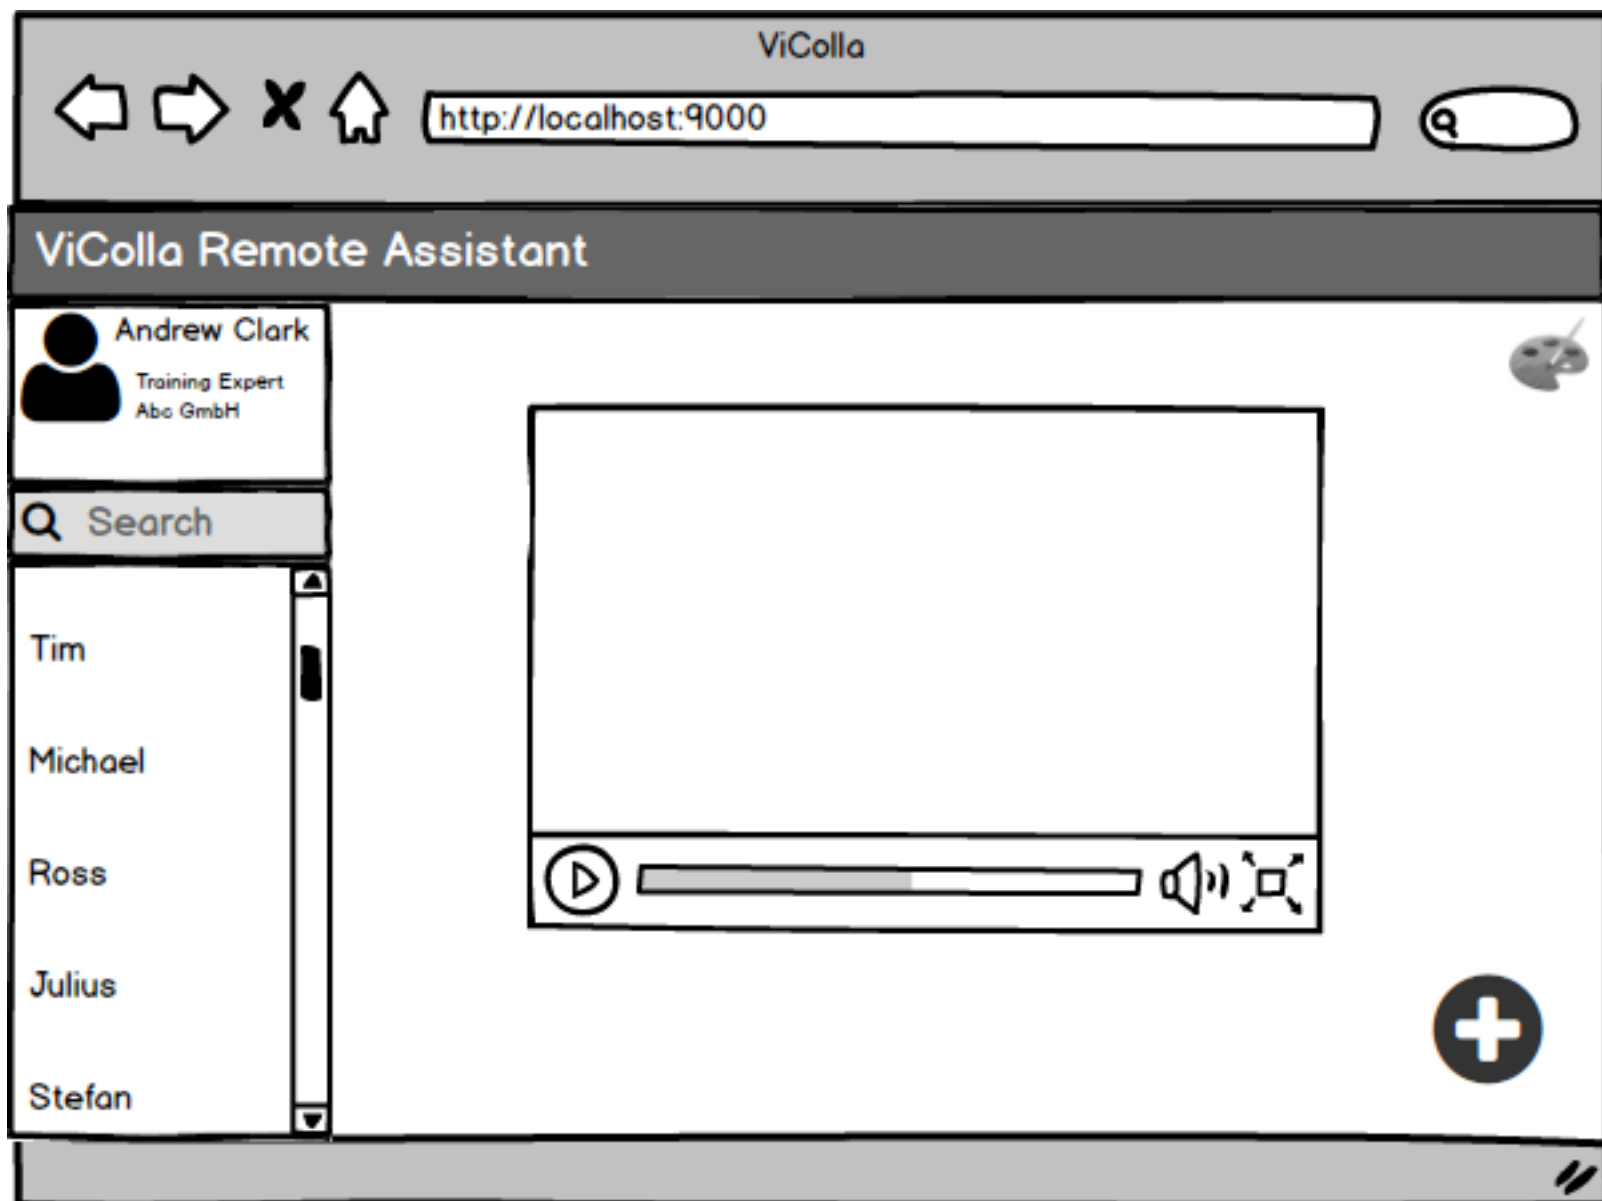 ViColla
http://localhost:9000
ViColla Remote Assistant
Andrew Clark
Training Expert
Abc GmbH
Search
Tim
Michael
Ross
Julius
Stefan